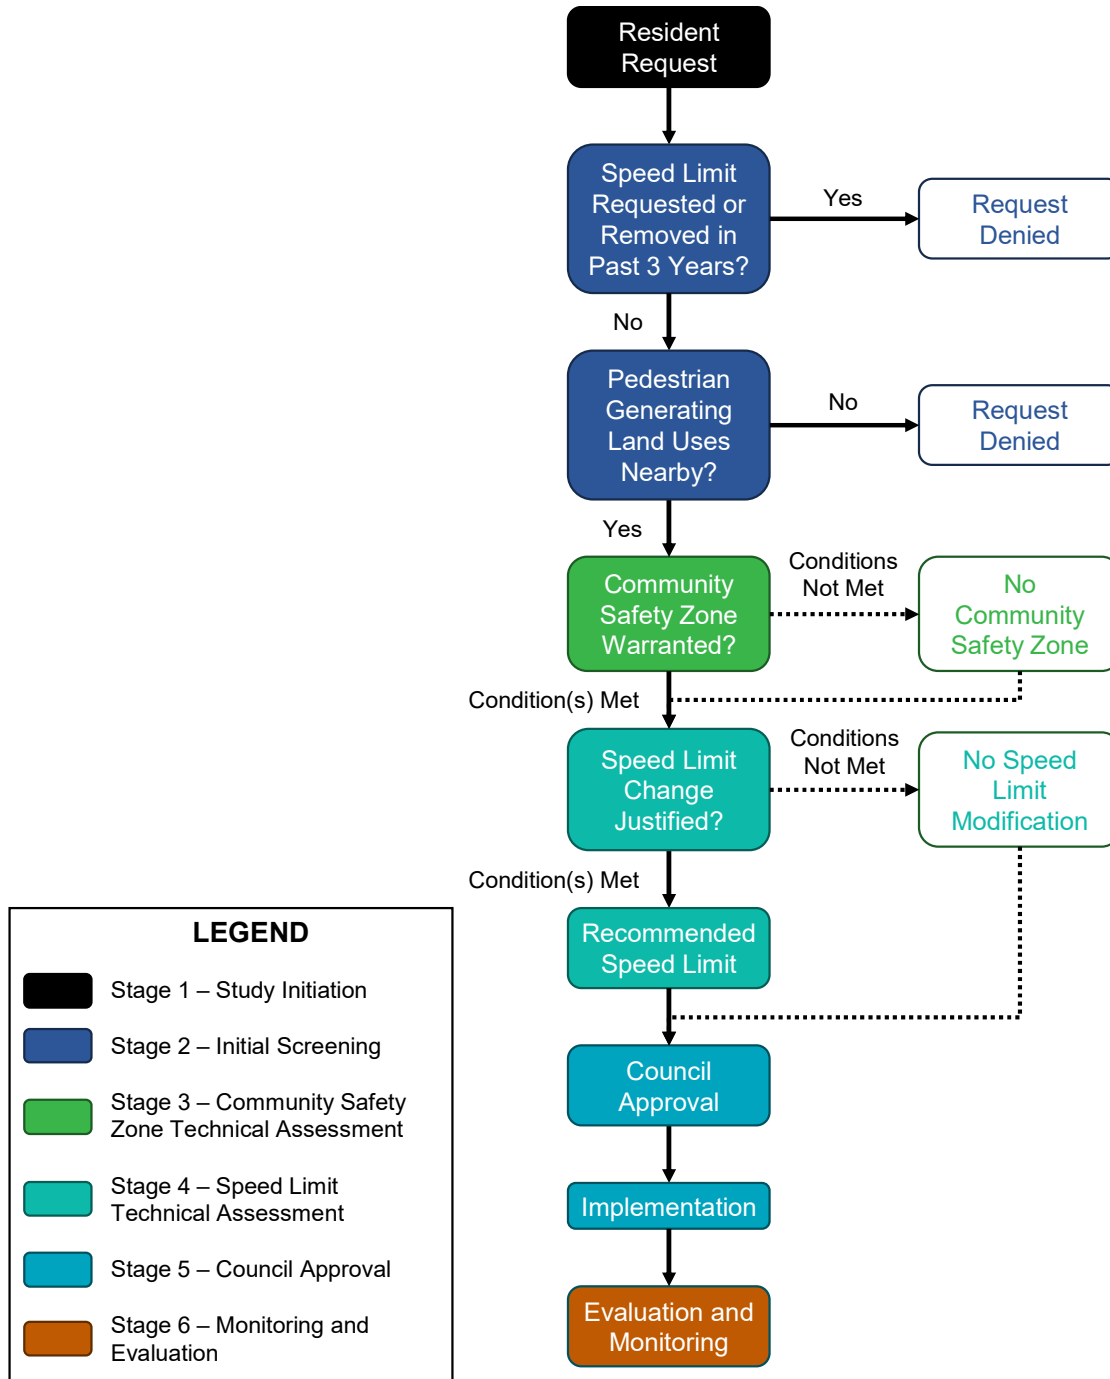 Resident
Request
Speed Limit
Requested or
Removed in
Past 3 Years?
Yes
Request
Denied
No
Pedestrian
Generating
Land Uses
Nearby?
No
Request
Denied
Yes
Community
Safety Zone
Warranted?
Conditions
Not Met
No
Community
Safety Zone
Condition(s) Met
Speed Limit
Change
Justified?
Conditions
Not Met
No Speed
Limit
Modification
Condition(s) Met
Recommended
Speed Limit
Council
Approval
Implementation
Evaluation and
Monitoring
LEGEND
Stage 1 – Study Initiation
Stage 2 – Initial Screening
Stage 3 – Community Safety
Zone Technical Assessment
Stage 4 – Speed Limit
Technical Assessment
Stage 5 – Council Approval
Stage 6 – Monitoring and
Evaluation